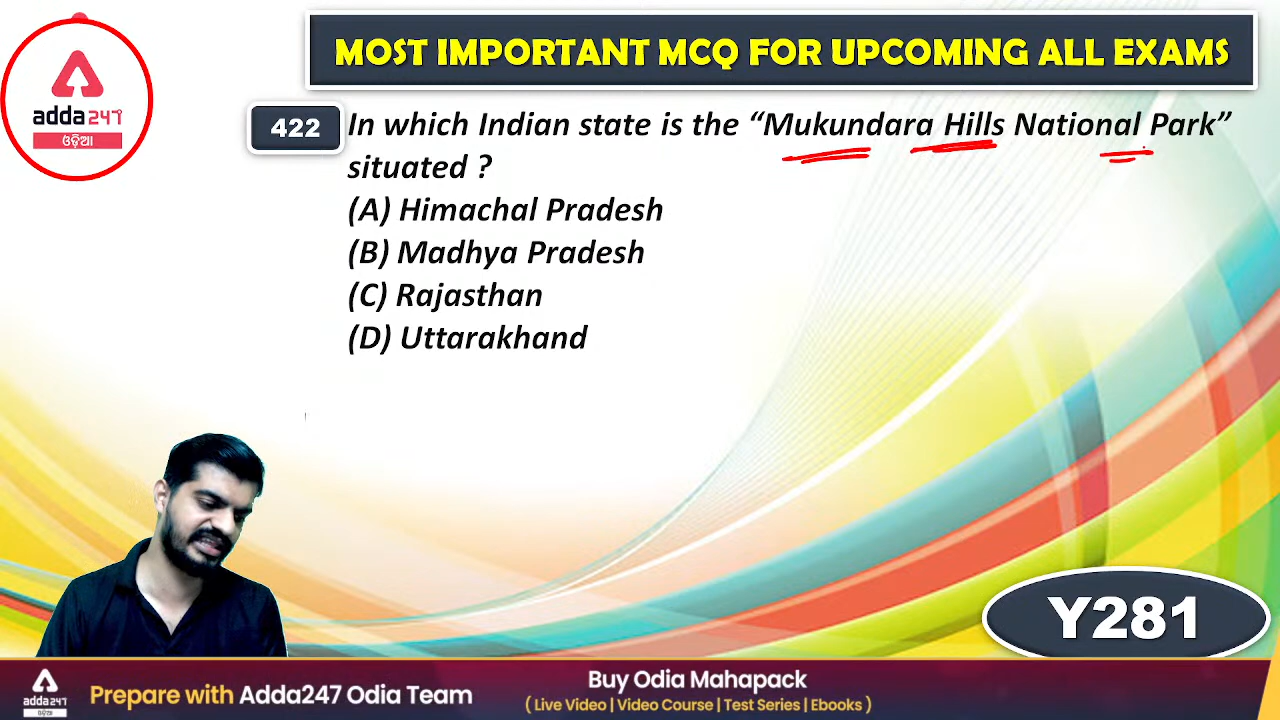 MOST IMPORTANT MCQ FOR UPCOMING ALL EXAMS
adda247
ଓଡ଼ିଆ
422
In which Indian state is the “Mukundara Hills National Park”
situated ?
(A) Himachal Pradesh
(B) Madhya Pradesh
(C) Rajasthan
(D) Uttarakhand
Y281
adda247
ଓଡ଼ିଆ
Prepare with Adda247 Odia Team
Buy Odia Mahapack
( Live Video | Video Course | Test Series | Ebooks )